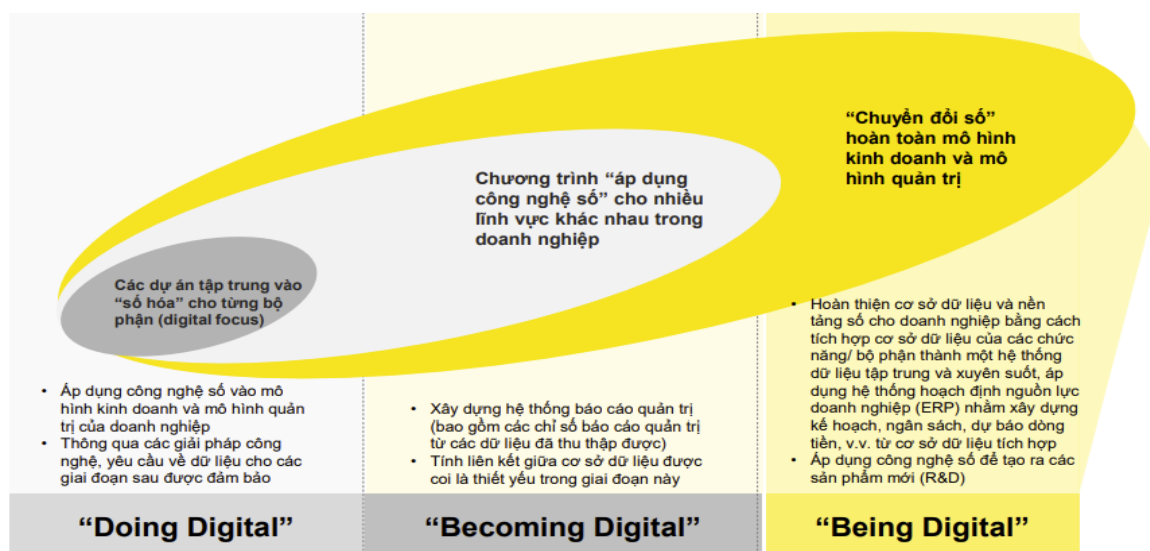 “Chuyển đổi số”
hoàn toàn mô hình
kinh doanh và mô
hình quản trị
Chương trình “áp dụng
công nghệ số” cho nhiều
lĩnh vực khác nhau trong
doanh nghiệp
Các dự án tập trung vào
“số hóa” cho từng bộ
phận (digital focus)
• Áp dụng công nghệ số vào mô
hình kinh doanh và mô hình quản
trị của doanh nghiệp
• Thông qua các giải pháp công
nghệ, yêu cầu về dữ liệu cho các
giai đoạn sau được đảm bảo
• Xây dựng hệ thống báo cáo quản trị
(bao gồm các chỉ số báo cáo quản trị
từ các dữ liệu đã thu thập được)
• Tính liên kết giữa cơ sở dữ liệu được
coi là thiết yếu trong giai đoạn này
• Hoàn thiện cơ sở dữ liệu và nền
tảng số cho doanh nghiệp bằng cách
tích hợp cơ sở dữ liệu của các chức
năng/ bộ phận thành một hệ thống
dữ liệu tập trung và xuyên suốt, áp
dụng hệ thống hoạch định nguồn lực
doanh nghiệp (ERP) nhằm xây dựng
kế hoạch, ngân sách, dự báo dòng
tiền, v.v. từ cơ sở dữ liệu tích hợp
• Áp dụng công nghệ số để tạo ra các
sản phẩm mới (R&D)
“Doing Digital”
“Becoming Digital”
“Being Digital”